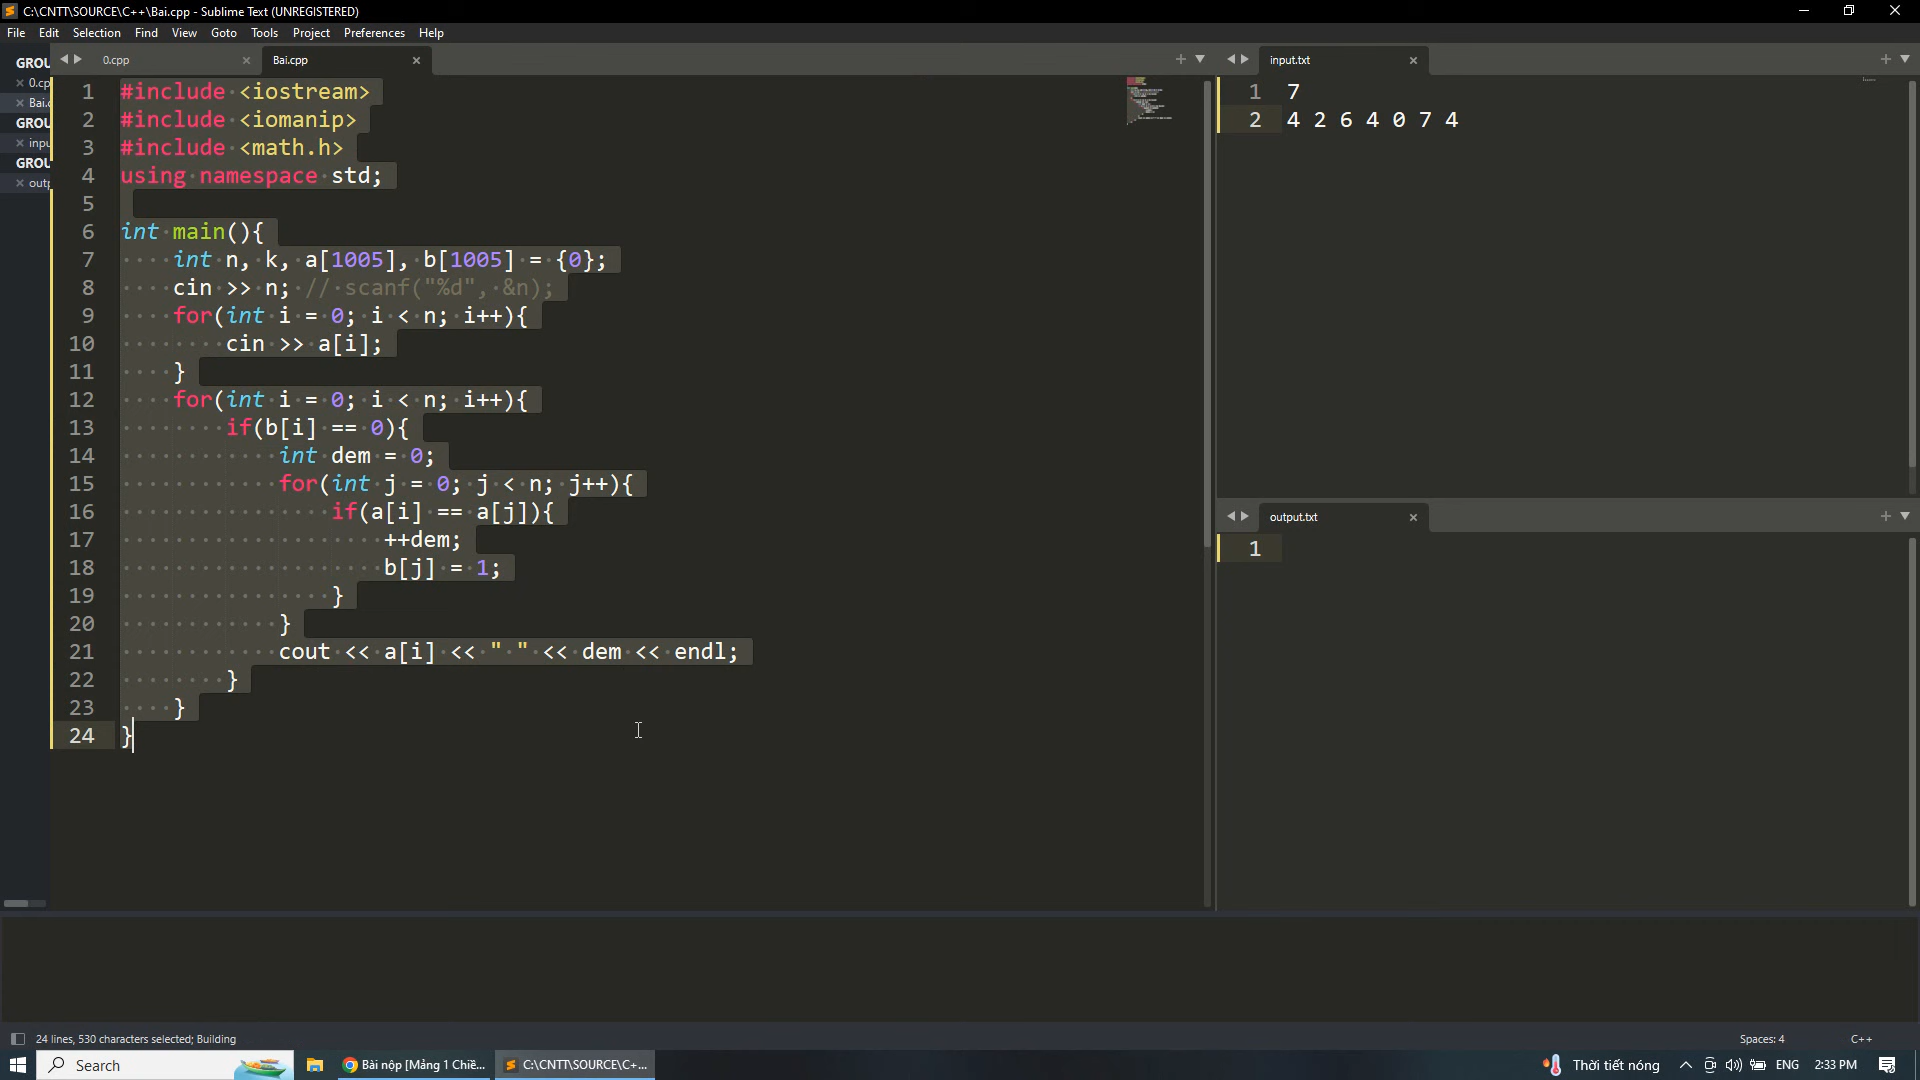 C:\CNTT\SOURCE\C++\Bai.cpp - Sublime Text (UNREGISTERED)
File Edit Selection Find View Goto Tools Project Preferences Help
GROU
0.cp
Bai.c
GROU
inpu
GROU
outp
0.cpp
Bai.cpp
1 #include <iostream>
2 #include <iomanip>
3 #include <math.h>
4 using namespace std;
5
6 int main(){
7 int n, k, a[1005], b[1005] = {0};
8 cin >> n; // scanf("%d", &n);
9 for(int i = 0; i < n; i++){
10 cin >> a[i];
11 }
12 for(int i = 0; i < n; i++){
13 if(b[i] == 0){
14 int dem = 0;
15 for(int j = 0; j < n; j++){
16 if(a[i] == a[j]){
17 ++dem;
18 b[j] = 1;
19 }
20 }
21 cout << a[i] << " " << dem << endl;
22 }
23 }
24 }
input.txt
1 7
2 4 2 6 4 0 7 4
output.txt
1
24 lines, 530 characters selected; Building
Spaces: 4
C++
Search
Bài nộp [Mảng 1 Chiề...
C:\CNTT\SOURCE\C+...
Thời tiết nóng
ENG
2:33 PM